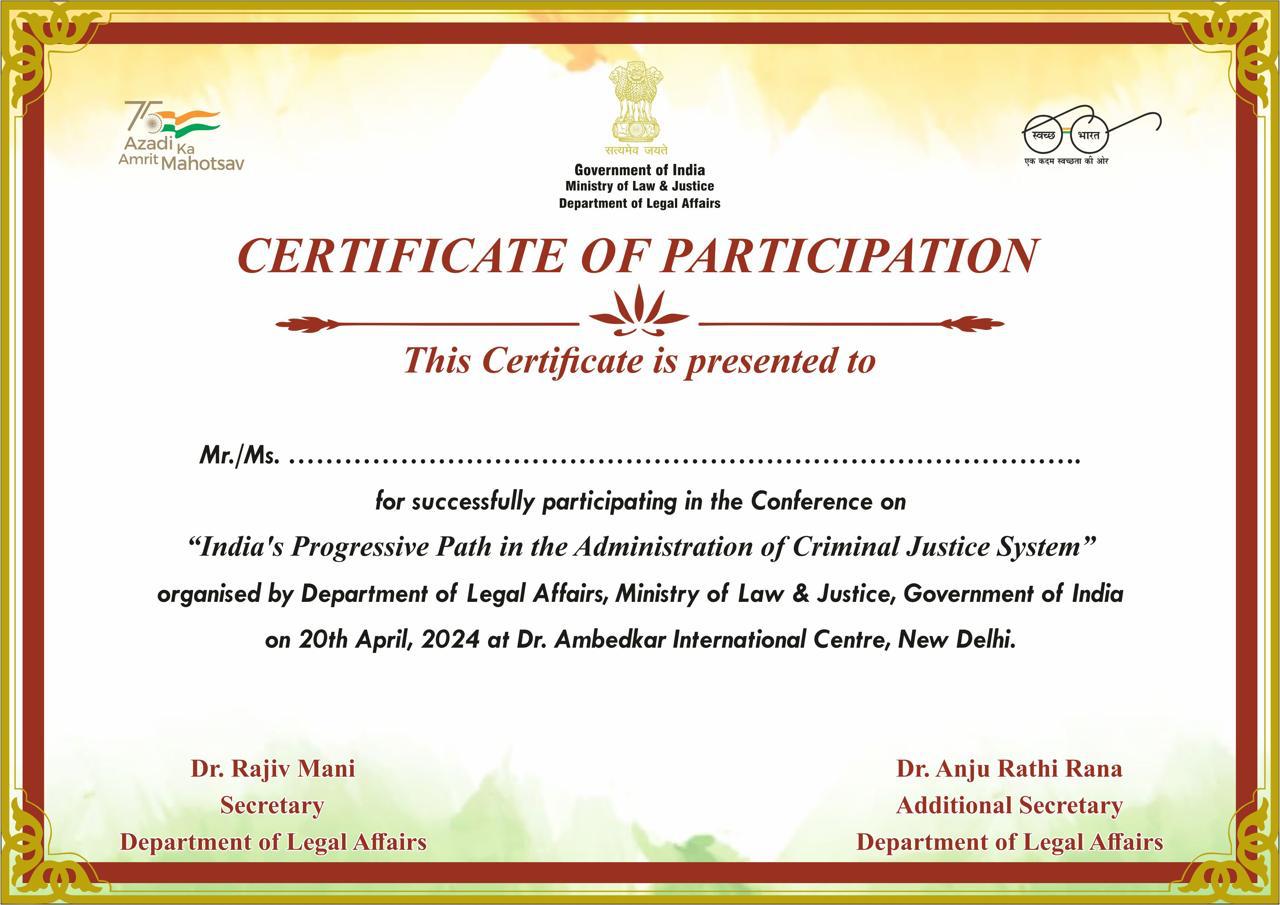 75
Azadi Ka
Amrit Mahotsav
सत्यमेव जयते
स्वच्छ भारत
एक कदम स्वच्छता की ओर
Government of India
Ministry of Law & Justice
Department of Legal Affairs
CERTIFICATE OF PARTICIPATION
This Certificate is presented to
Mr./Ms. ………………………………………………………………………….
for successfully participating in the Conference on
“India's Progressive Path in the Administration of Criminal Justice System”
organised by Department of Legal Affairs, Ministry of Law & Justice, Government of India
on 20th April, 2024 at Dr. Ambedkar International Centre, New Delhi.
Dr. Rajiv Mani
Secretary
Department of Legal Affairs
Dr. Anju Rathi Rana
Additional Secretary
Department of Legal Affairs